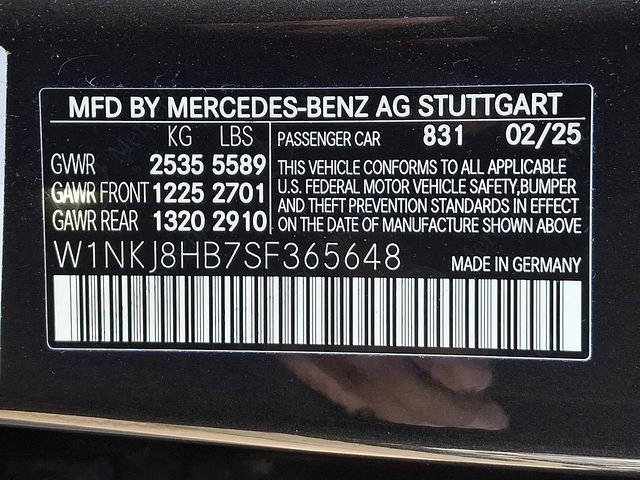 MFD BY MERCEDES-BENZ AG STUTTGART
KG LBS
GVWR 2535 5589
GAWR FRONT 1225 2701
GAWR REAR 1320 2910
PASSENGER CAR 831 02/25
THIS VEHICLE CONFORMS TO ALL APPLICABLE
U.S. FEDERAL MOTOR VEHICLE SAFETY,BUMPER
AND THEFT PREVENTION STANDARDS IN EFFECT
ON THE DATE OF MANUFACTURE SHOWN ABOVE
W1NKJ8HB7SF365648
MADE IN GERMANY